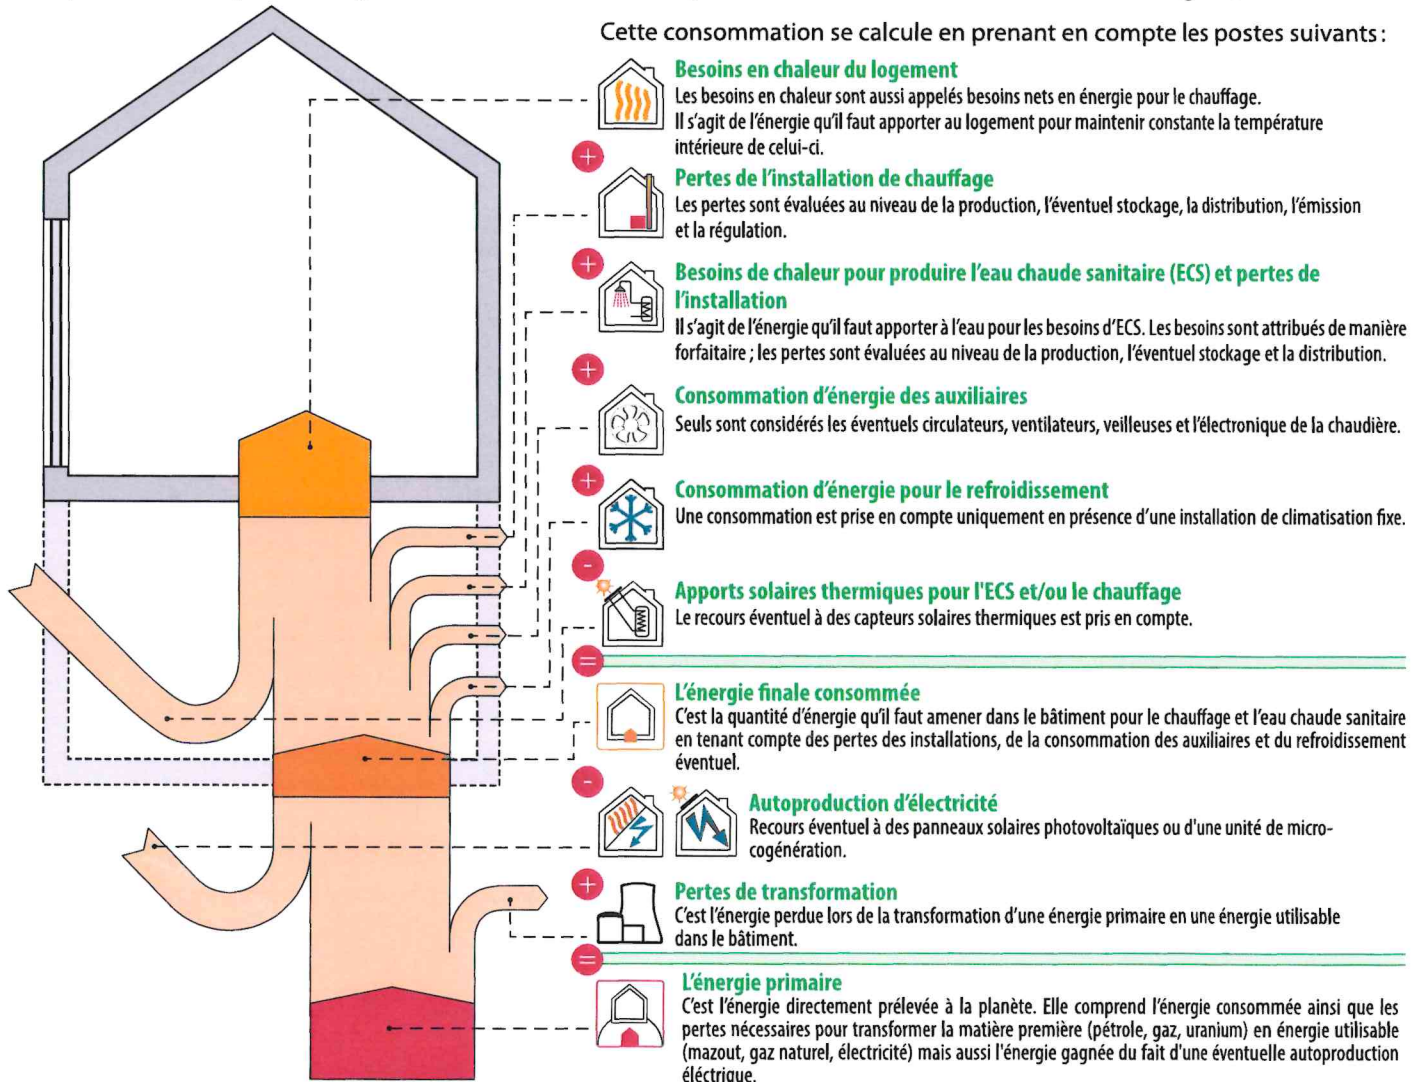 Cette consommation se calcule en prenant en compte les postes suivants :
Besoins en chaleur du logement
Les besoins en chaleur sont aussi appelés besoins nets en énergie pour le chauffage.
Il s'agit de l'énergie qu'il faut apporter au logement pour maintenir constante la température
intérieure de celui-ci.
+
Pertes de l'installation de chauffage
Les pertes sont évaluées au niveau de la production, l'éventuel stockage, la distribution, l'émission
et la régulation.
+
Besoins de chaleur pour produire l'eau chaude sanitaire (ECS) et pertes de
l'installation
Il s'agit de l'énergie qu'il faut apporter à l'eau pour les besoins d'ECS. Les besoins sont attribués de manière
forfaitaire ; les pertes sont évaluées au niveau de la production, l'éventuel stockage et la distribution.
+
Consommation d'énergie des auxiliaires
Seuls sont considérés les éventuels circulateurs, ventilateurs, veilleuses et l'électronique de la chaudière.
+
Consommation d'énergie pour le refroidissement
Une consommation est prise en compte uniquement en présence d'une installation de climatisation fixe.
-
Apports solaires thermiques pour l'ECS et/ou le chauffage
Le recours éventuel à des capteurs solaires thermiques est pris en compte.
=
L'énergie finale consommée
C'est la quantité d'énergie qu'il faut amener dans le bâtiment pour le chauffage et l'eau chaude sanitaire
en tenant compte des pertes des installations, de la consommation des auxiliaires et du refroidissement
éventuel.
-
Autoproduction d'électricité
Recours éventuel à des panneaux solaires photovoltaïques ou d'une unité de micro-
cogénération.
+
Pertes de transformation
C'est l'énergie perdue lors de la transformation d'une énergie primaire en une énergie utilisable
dans le bâtiment.
=
L'énergie primaire
C'est l'énergie directement prélevée à la planète. Elle comprend l'énergie consommée ainsi que les
pertes nécessaires pour transformer la matière première (pétrole, gaz, uranium) en énergie utilisable
(mazout, gaz naturel, électricité) mais aussi l'énergie gagnée du fait d'une éventuelle autoproduction
éléctrique.